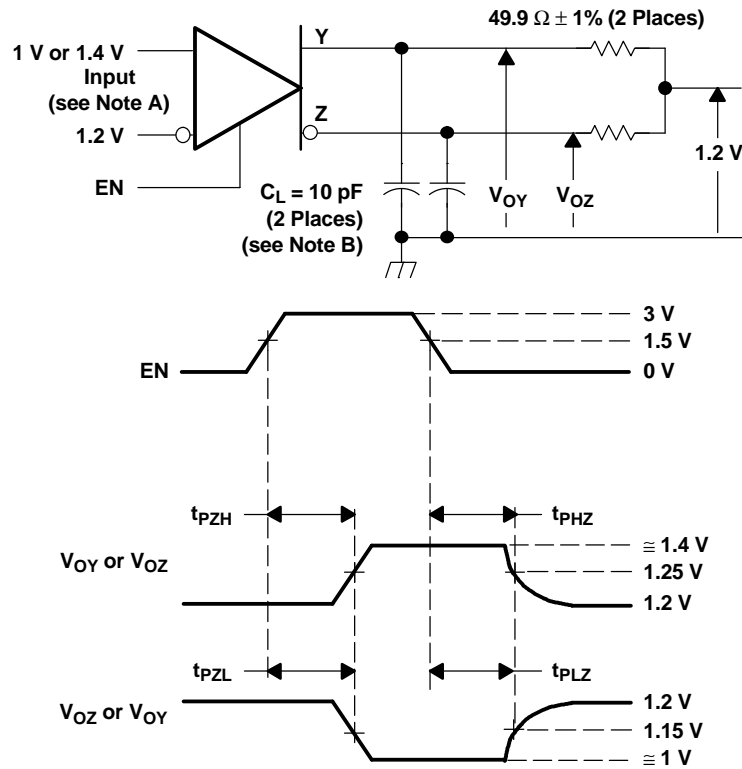 49.9 Ω ± 1% (2 Places)
Y
1 V or 1.4 V
Input
(see Note A)
Z
1.2 V
1.2 V
EN
C_L = 10 pF
(2 Places)
(see Note B)
V_OY
V_OZ
3 V
1.5 V
EN
0 V
t_PZH
t_PHZ
≅ 1.4 V
V_OY or V_OZ
1.25 V
1.2 V
t_PZL
t_PLZ
1.2 V
V_OZ or V_OY
1.15 V
≅ 1 V